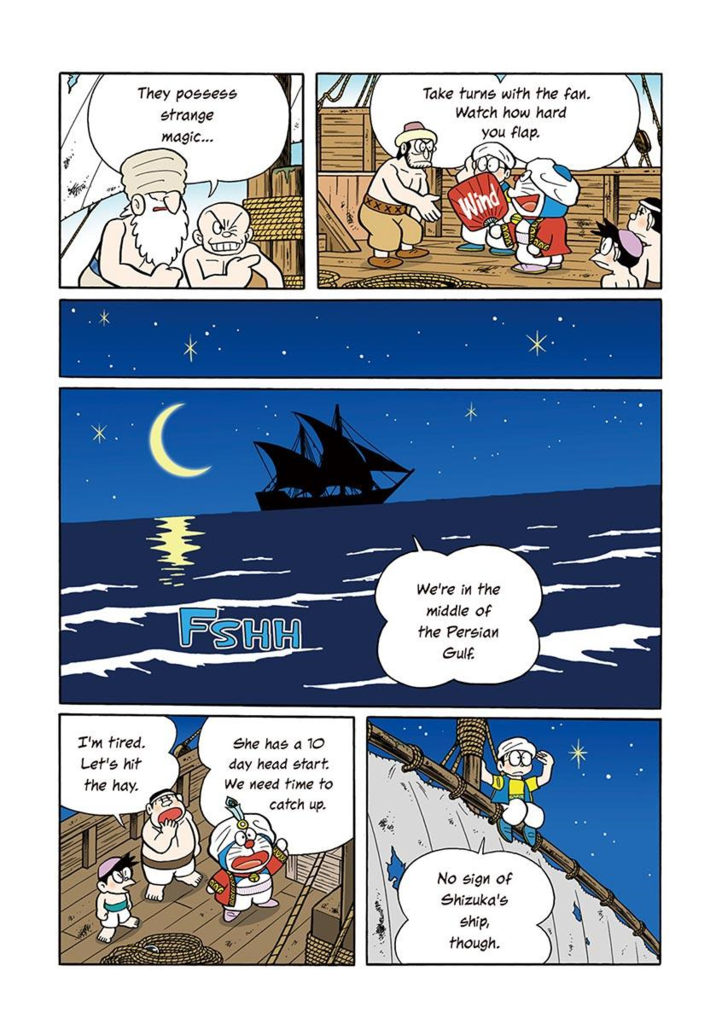 They possess
strange
magic...
Take turns with the fan.
Watch how hard
you flap.
Wind
We're in the
middle of
the Persian
Gulf.
FSHH
I'm tired.
Let's hit
the hay.
She has a 10
day head start.
We need time to
catch up.
No sign of
Shizuka's
ship,
though.